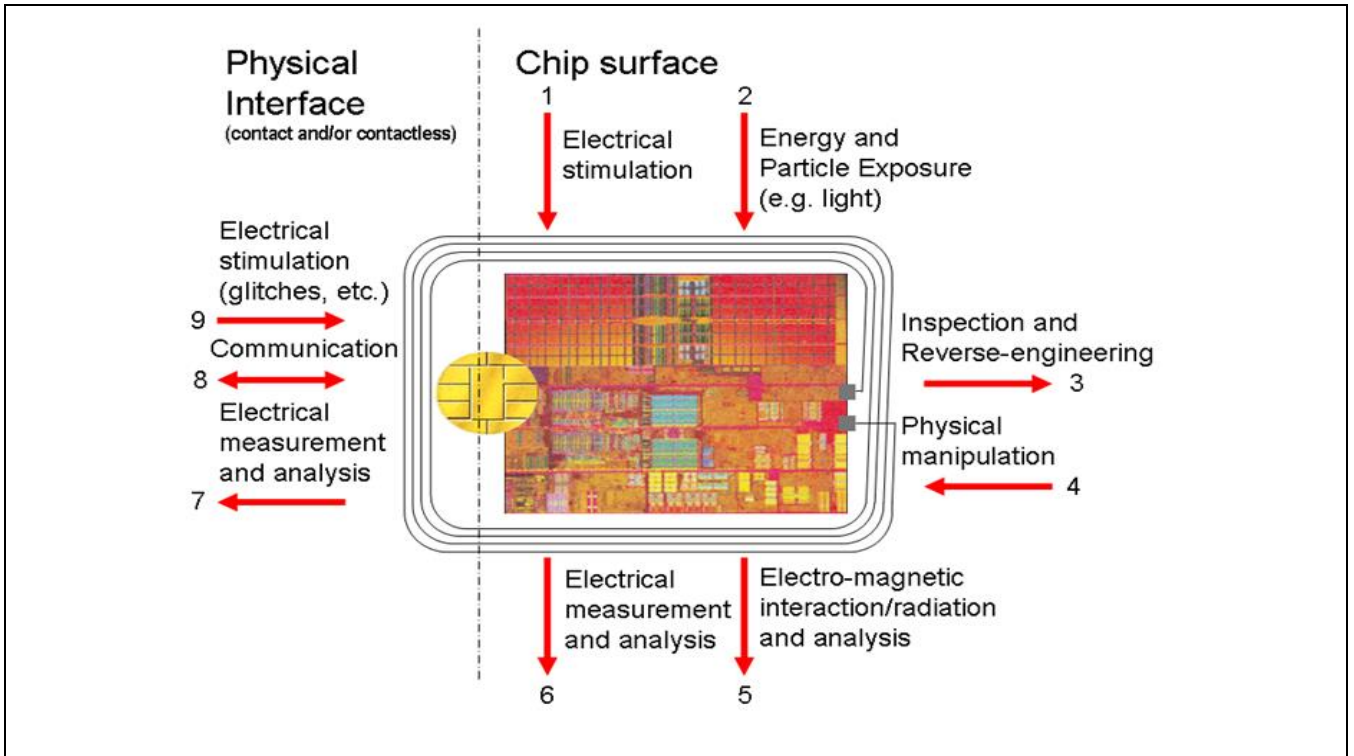 Physical
Interface
(contact and/or contactless)
Chip surface
1
Electrical
stimulation
2
Energy and
Particle Exposure
(e.g. light)
Electrical
stimulation
(glitches, etc.)
9
Communication
8
Electrical
measurement
and analysis
7
Inspection and
Reverse-engineering
3
Physical
manipulation
4
Electrical
measurement
and analysis
6
Electro-magnetic
interaction/radiation
and analysis
5